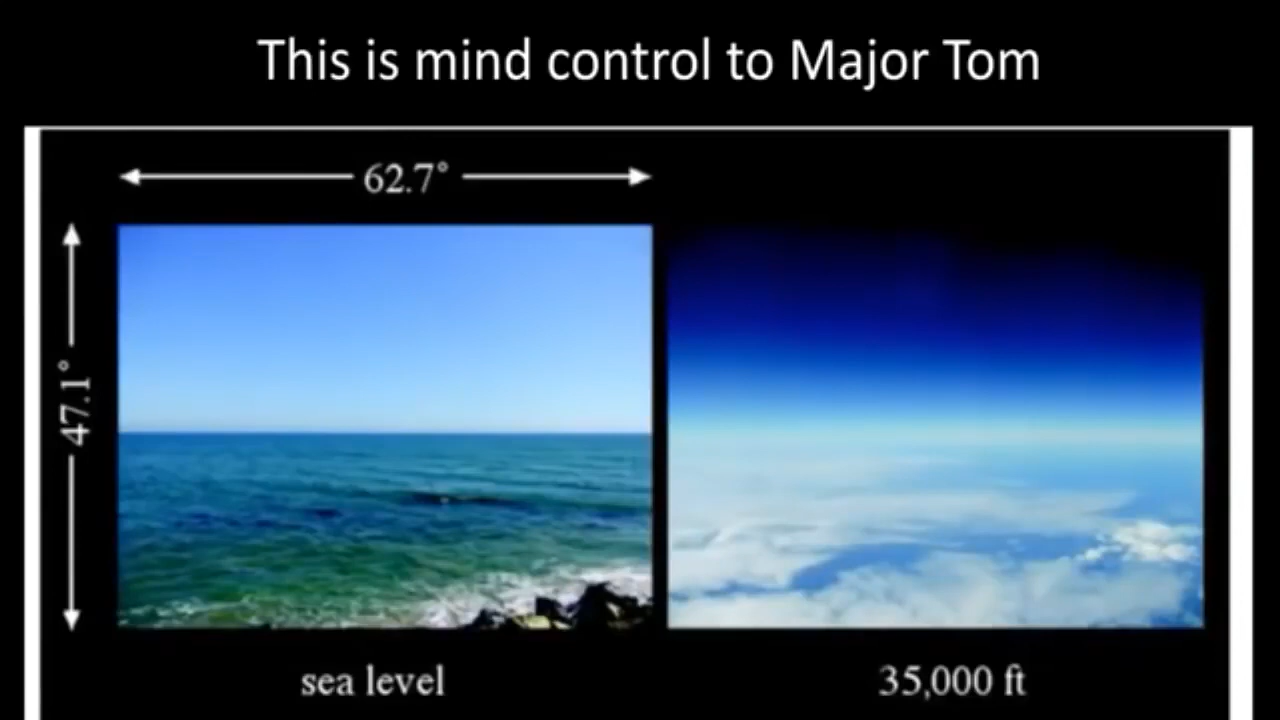 This is mind control to Major Tom
62.7°
47.1°
sea level
35,000 ft